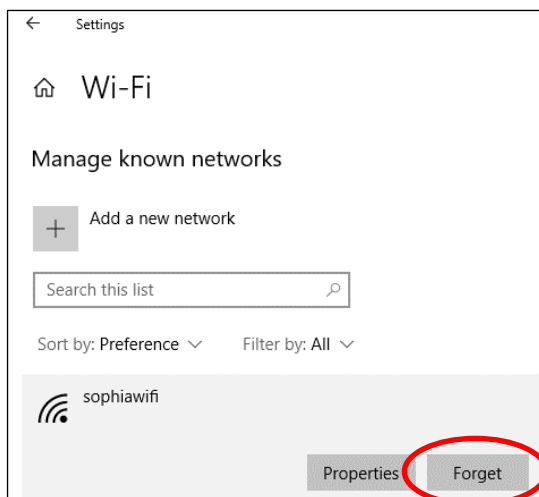 Settings
Wi-Fi
Manage known networks
Add a new network
Search this list
Sort by: Preference Filter by: All
sophiawifi
Properties Forget